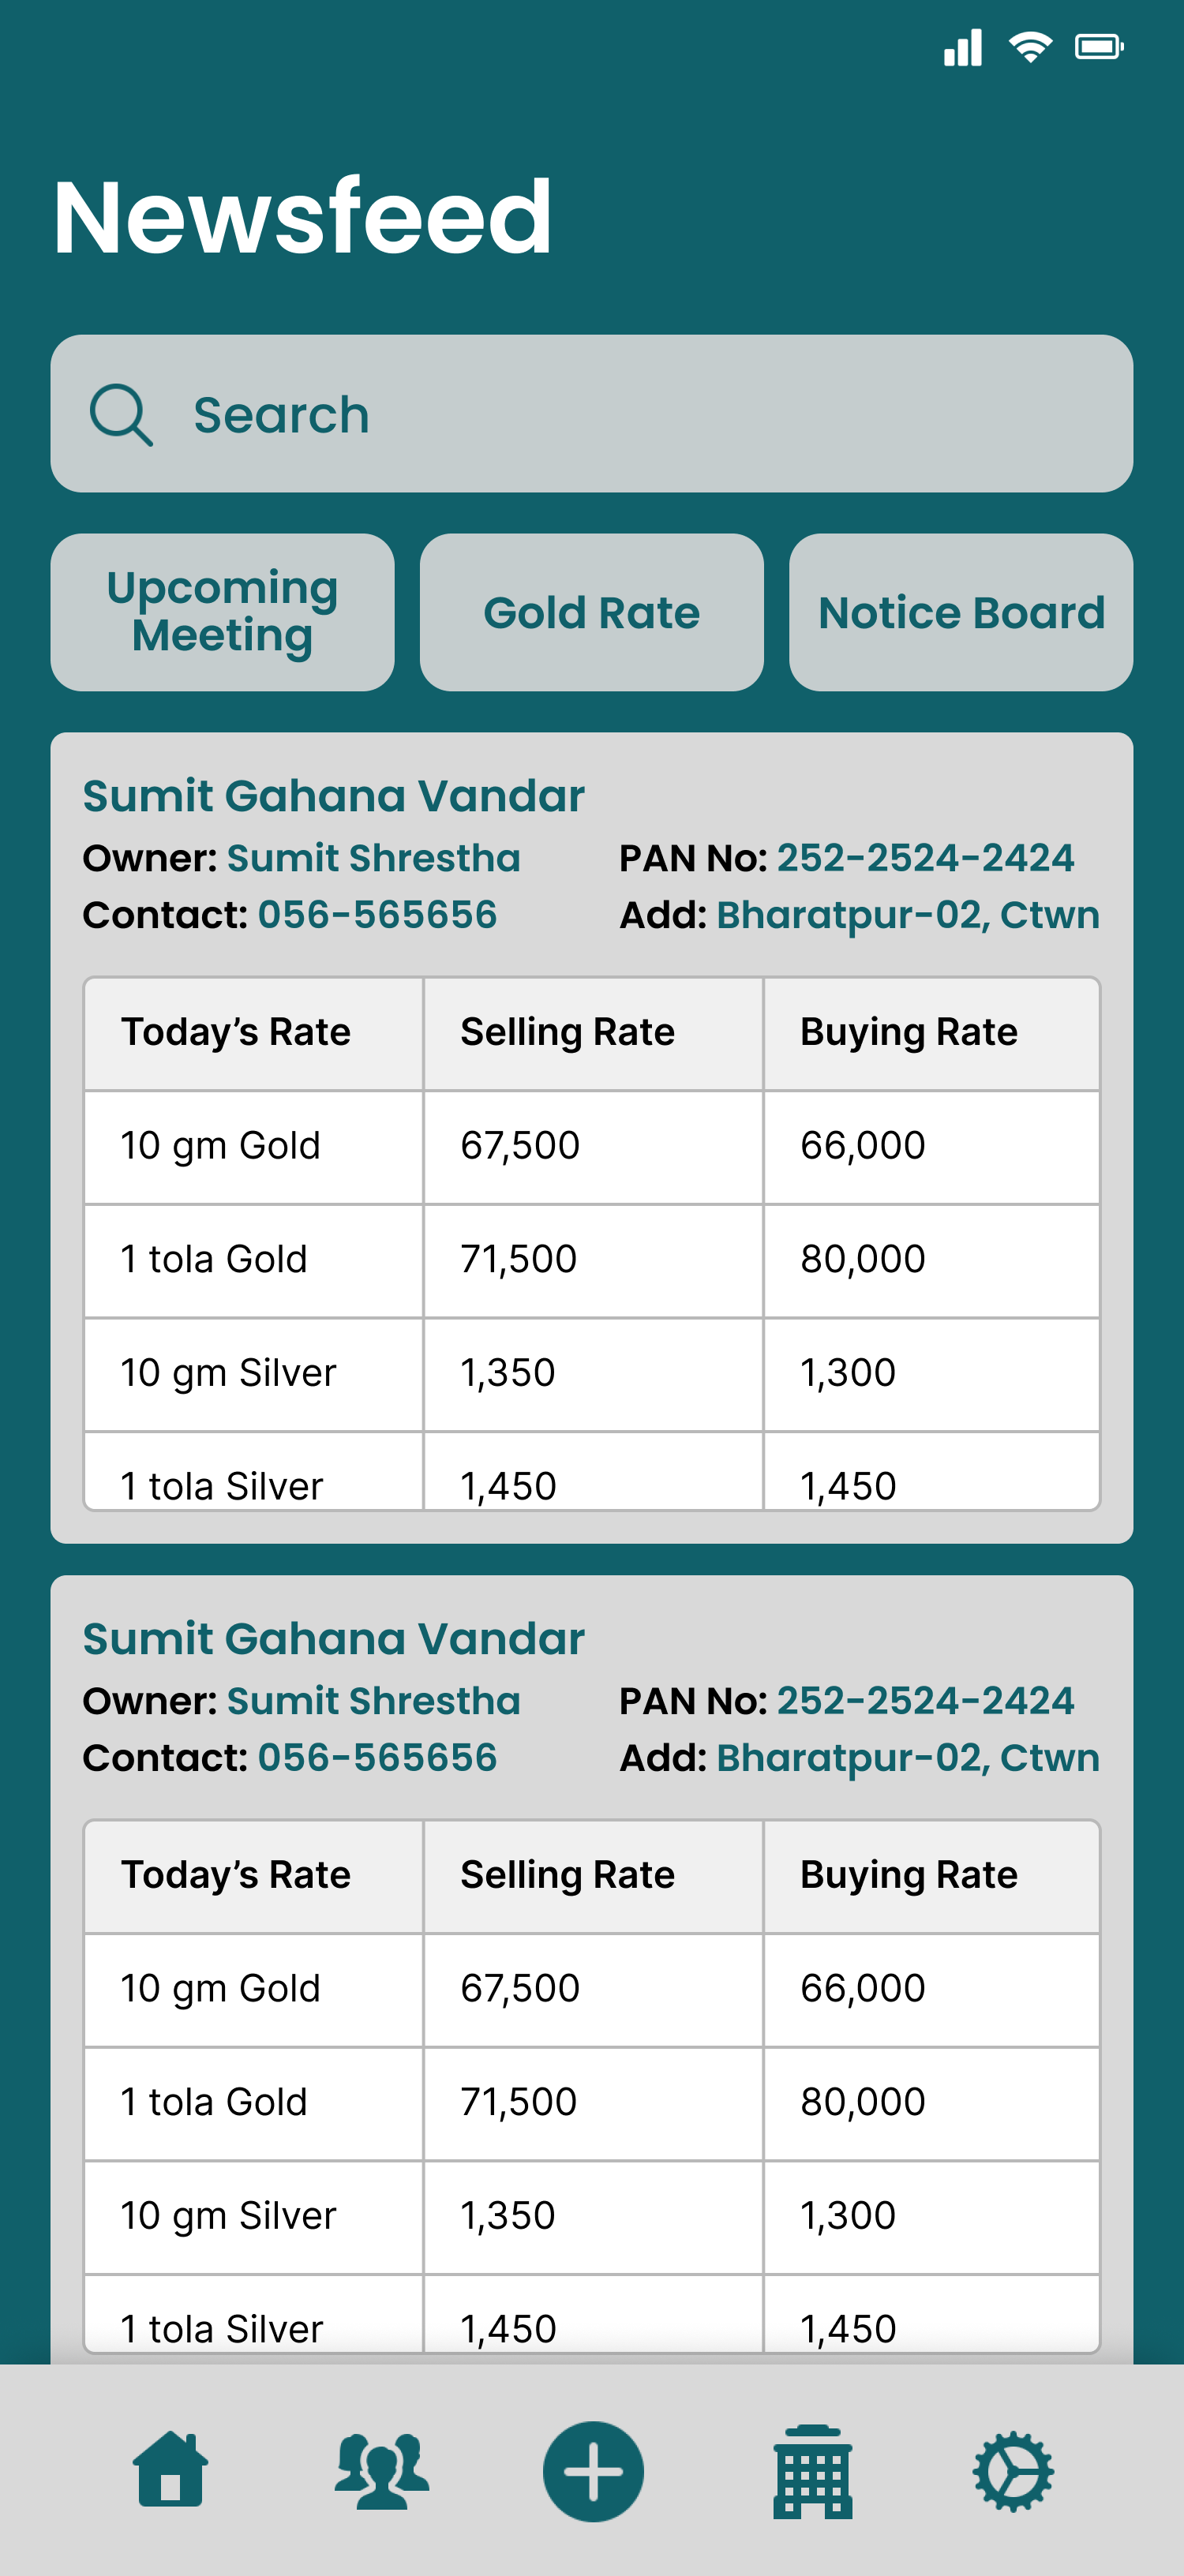 Newsfeed
Search
Upcoming
Meeting
Gold Rate
Notice Board
Sumit Gahana Vandar
Owner: Sumit Shrestha PAN No: 252-2524-2424
Contact: 056-565656 Add: Bharatpur-02, Ctwn
Today’s Rate Selling Rate Buying Rate
10 gm Gold 67,500 66,000
1 tola Gold 71,500 80,000
10 gm Silver 1,350 1,300
1 tola Silver 1,450 1,450
Sumit Gahana Vandar
Owner: Sumit Shrestha PAN No: 252-2524-2424
Contact: 056-565656 Add: Bharatpur-02, Ctwn
Today’s Rate Selling Rate Buying Rate
10 gm Gold 67,500 66,000
1 tola Gold 71,500 80,000
10 gm Silver 1,350 1,300
1 tola Silver 1,450 1,450